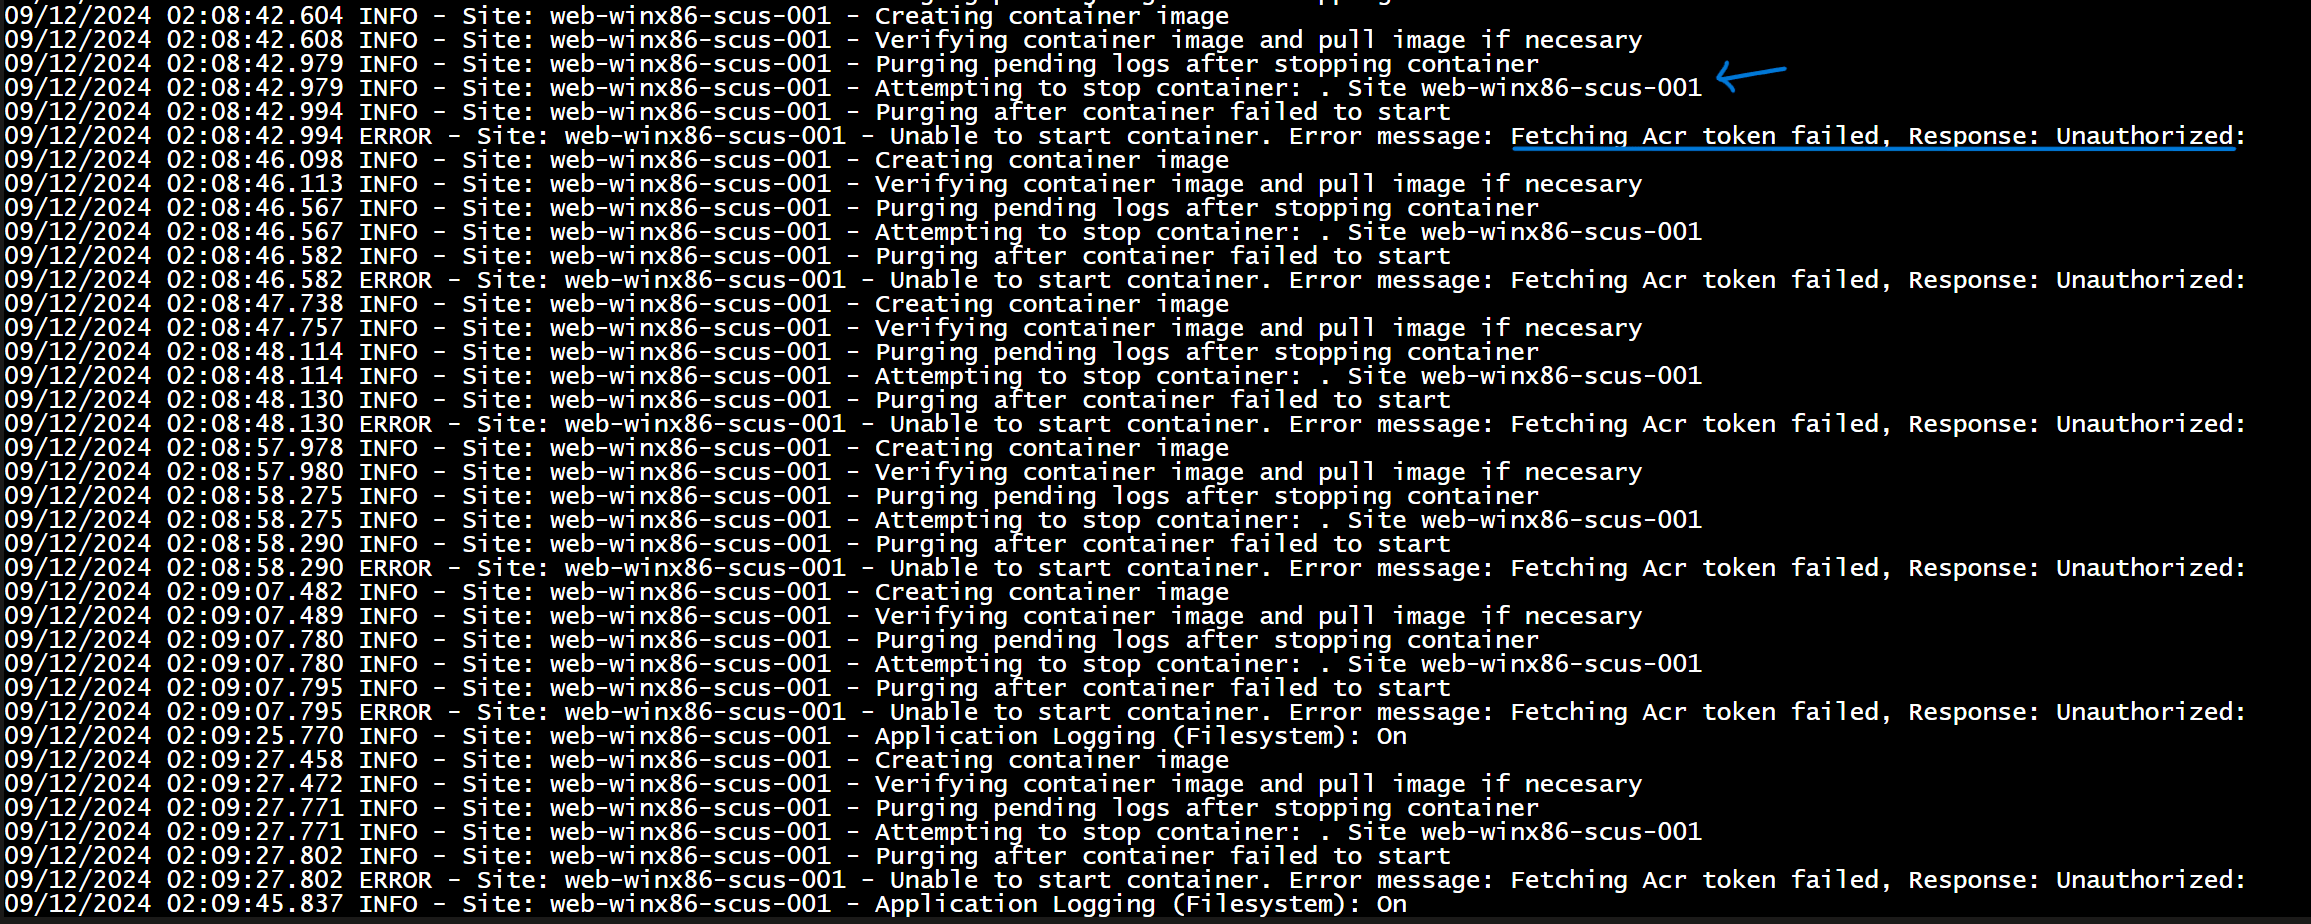 09/12/2024 02:08:42.604 INFO - Site: web-winx86-scus-001 - Creating container image
09/12/2024 02:08:42.608 INFO - Site: web-winx86-scus-001 - Verifying container image and pull image if necesary
09/12/2024 02:08:42.979 INFO - Site: web-winx86-scus-001 - Purging pending logs after stopping container
09/12/2024 02:08:42.979 INFO - Site: web-winx86-scus-001 - Attempting to stop container: . Site web-winx86-scus-001
09/12/2024 02:08:42.994 INFO - Site: web-winx86-scus-001 - Purging after container failed to start
09/12/2024 02:08:42.994 ERROR - Site: web-winx86-scus-001 - Unable to start container. Error message: Fetching Acr token failed, Response: Unauthorized:
09/12/2024 02:08:46.098 INFO - Site: web-winx86-scus-001 - Creating container image
09/12/2024 02:08:46.113 INFO - Site: web-winx86-scus-001 - Verifying container image and pull image if necesary
09/12/2024 02:08:46.567 INFO - Site: web-winx86-scus-001 - Purging pending logs after stopping container
09/12/2024 02:08:46.567 INFO - Site: web-winx86-scus-001 - Attempting to stop container: . Site web-winx86-scus-001
09/12/2024 02:08:46.582 INFO - Site: web-winx86-scus-001 - Purging after container failed to start
09/12/2024 02:08:46.582 ERROR - Site: web-winx86-scus-001 - Unable to start container. Error message: Fetching Acr token failed, Response: Unauthorized:
09/12/2024 02:08:47.738 INFO - Site: web-winx86-scus-001 - Creating container image
09/12/2024 02:08:47.757 INFO - Site: web-winx86-scus-001 - Verifying container image and pull image if necesary
09/12/2024 02:08:48.114 INFO - Site: web-winx86-scus-001 - Purging pending logs after stopping container
09/12/2024 02:08:48.114 INFO - Site: web-winx86-scus-001 - Attempting to stop container: . Site web-winx86-scus-001
09/12/2024 02:08:48.130 INFO - Site: web-winx86-scus-001 - Purging after container failed to start
09/12/2024 02:08:48.130 ERROR - Site: web-winx86-scus-001 - Unable to start container. Error message: Fetching Acr token failed, Response: Unauthorized:
09/12/2024 02:08:57.978 INFO - Site: web-winx86-scus-001 - Creating container image
09/12/2024 02:08:57.980 INFO - Site: web-winx86-scus-001 - Verifying container image and pull image if necesary
09/12/2024 02:08:58.275 INFO - Site: web-winx86-scus-001 - Purging pending logs after stopping container
09/12/2024 02:08:58.275 INFO - Site: web-winx86-scus-001 - Attempting to stop container: . Site web-winx86-scus-001
09/12/2024 02:08:58.290 INFO - Site: web-winx86-scus-001 - Purging after container failed to start
09/12/2024 02:08:58.290 ERROR - Site: web-winx86-scus-001 - Unable to start container. Error message: Fetching Acr token failed, Response: Unauthorized:
09/12/2024 02:09:07.482 INFO - Site: web-winx86-scus-001 - Creating container image
09/12/2024 02:09:07.489 INFO - Site: web-winx86-scus-001 - Verifying container image and pull image if necesary
09/12/2024 02:09:07.780 INFO - Site: web-winx86-scus-001 - Purging pending logs after stopping container
09/12/2024 02:09:07.780 INFO - Site: web-winx86-scus-001 - Attempting to stop container: . Site web-winx86-scus-001
09/12/2024 02:09:07.795 INFO - Site: web-winx86-scus-001 - Purging after container failed to start
09/12/2024 02:09:07.795 ERROR - Site: web-winx86-scus-001 - Unable to start container. Error message: Fetching Acr token failed, Response: Unauthorized:
09/12/2024 02:09:25.770 INFO - Site: web-winx86-scus-001 - Application Logging (Filesystem): On
09/12/2024 02:09:27.458 INFO - Site: web-winx86-scus-001 - Creating container image
09/12/2024 02:09:27.472 INFO - Site: web-winx86-scus-001 - Verifying container image and pull image if necesary
09/12/2024 02:09:27.771 INFO - Site: web-winx86-scus-001 - Purging pending logs after stopping container
09/12/2024 02:09:27.771 INFO - Site: web-winx86-scus-001 - Attempting to stop container: . Site web-winx86-scus-001
09/12/2024 02:09:27.802 INFO - Site: web-winx86-scus-001 - Purging after container failed to start
09/12/2024 02:09:27.802 ERROR - Site: web-winx86-scus-001 - Unable to start container. Error message: Fetching Acr token failed, Response: Unauthorized:
09/12/2024 02:09:45.837 INFO - Site: web-winx86-scus-001 - Application Logging (Filesystem): On